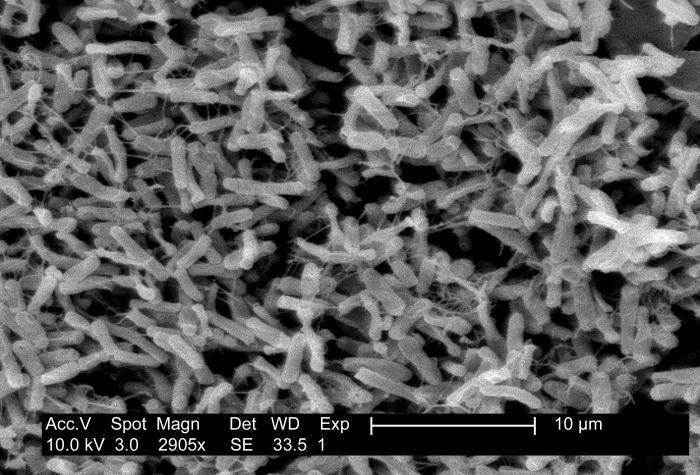 Acc.V Spot Magn Det WD Exp 10 µm
10.0 kV 3.0 2905x SE 33.5 1